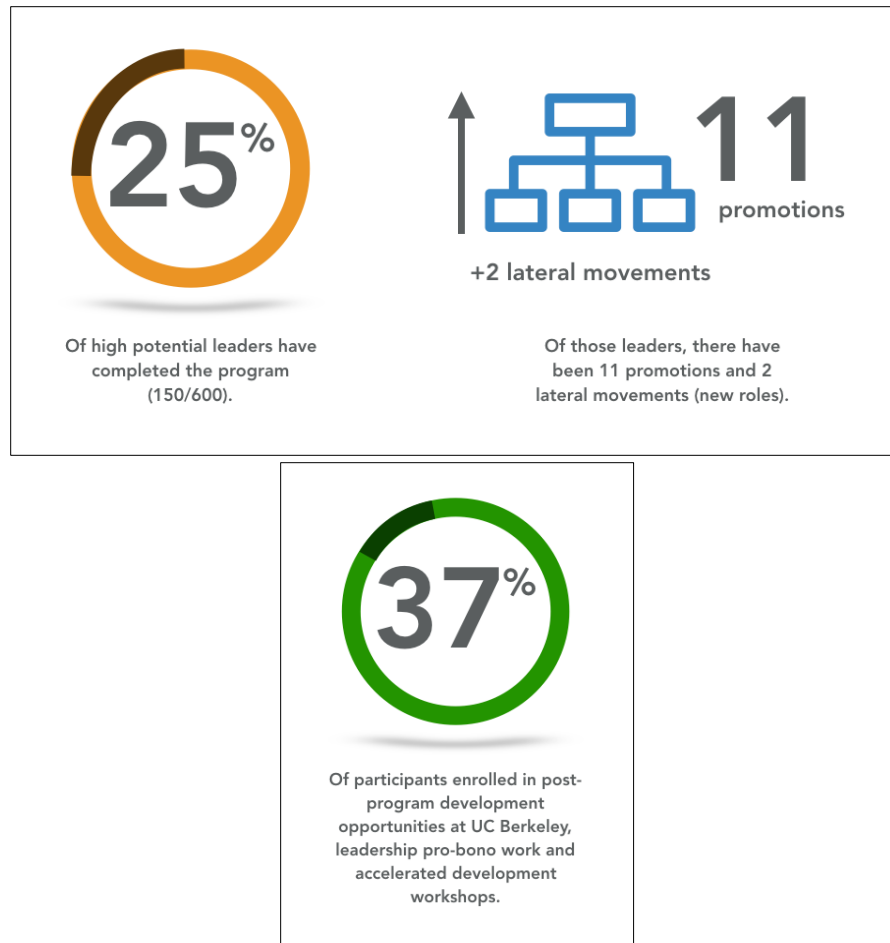 25%
Of high potential leaders have
completed the program
(150/600).
11
promotions
+2 lateral movements
Of those leaders, there have
been 11 promotions and 2
lateral movements (new roles).
37%
Of participants enrolled in post-
program development
opportunities at UC Berkeley,
leadership pro-bono work and
accelerated development
workshops.